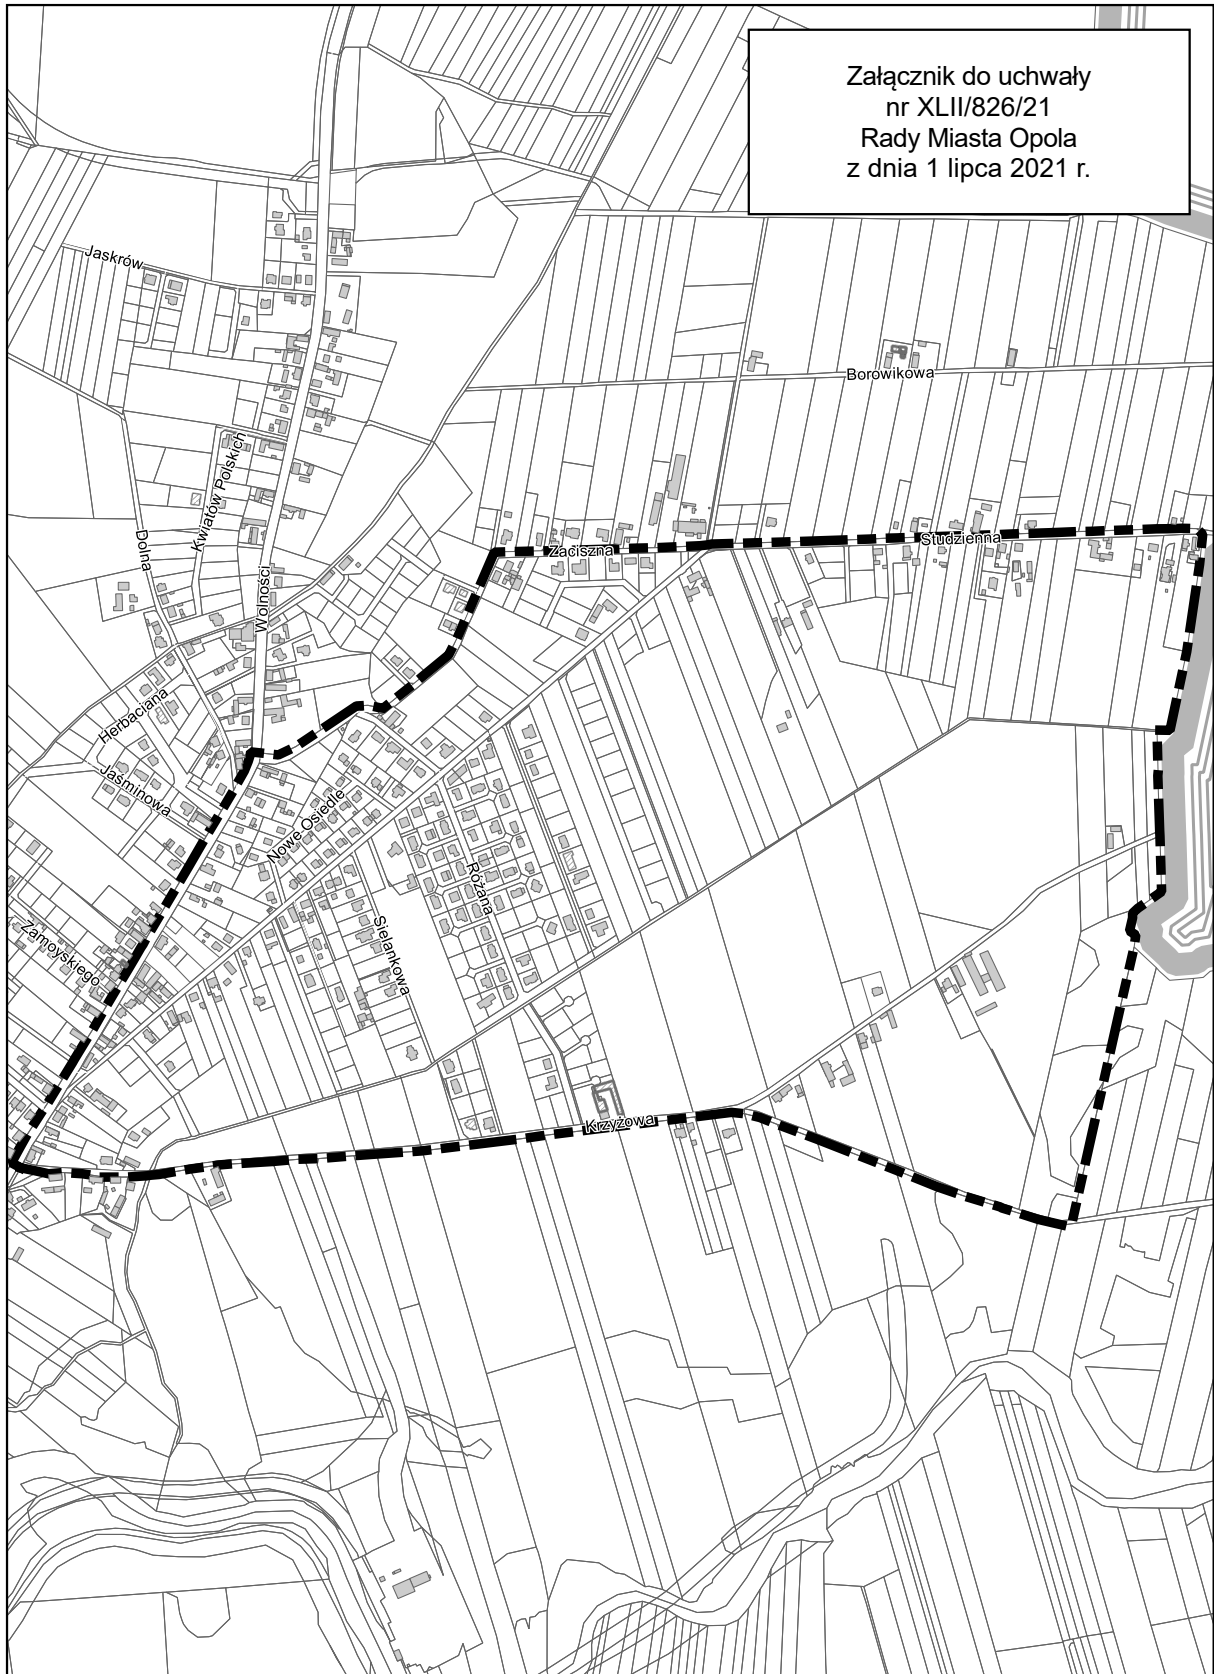 Załącznik do uchwały
nr XLII/826/21
Rady Miasta Opola
z dnia 1 lipca 2021 r.
Jaskrów
Borowikowa
Kwiatów Polskich
Dolna
Wolności
Zaciszna
Studzienna
Herbaciana
Jaśminowa
Nowe Osiedle
Różana
Sielankowa
Zamoyskiego
Krzyżowa